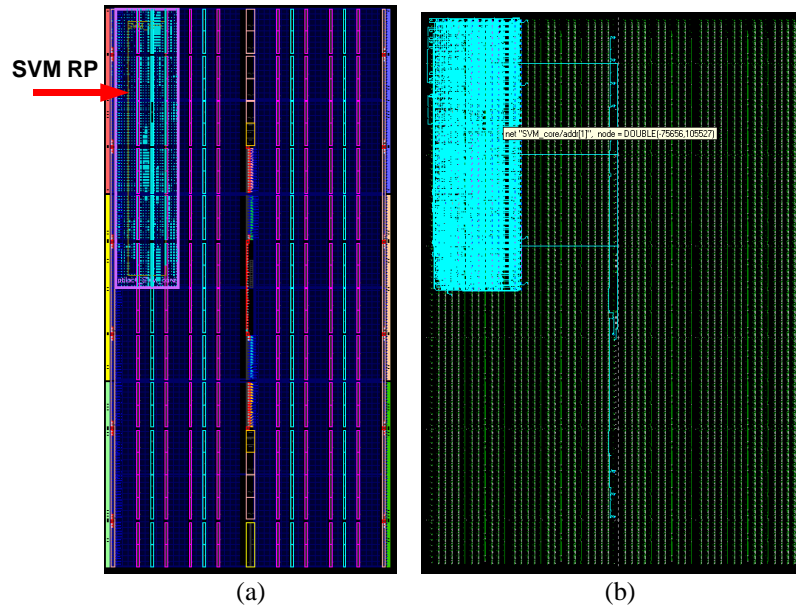 SVM RP
net "SVM_core/addr[1]", node = DOUBLE(-75656,105527)
(a)
(b)